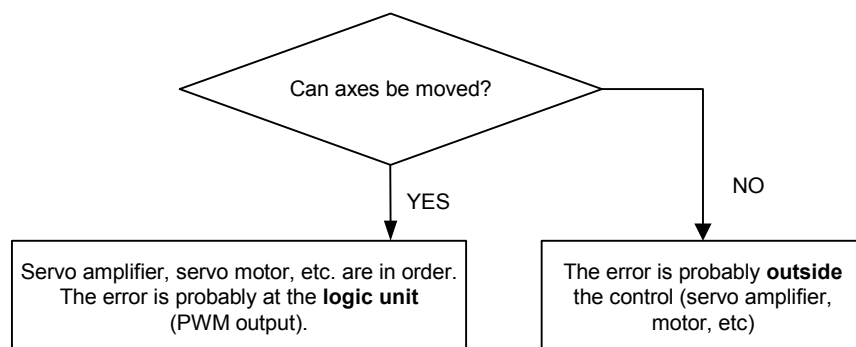 Can axes be moved?
YES
NO
Servo amplifier, servo motor, etc. are in order.
The error is probably at the logic unit
(PWM output).
The error is probably outside
the control (servo amplifier,
motor, etc)